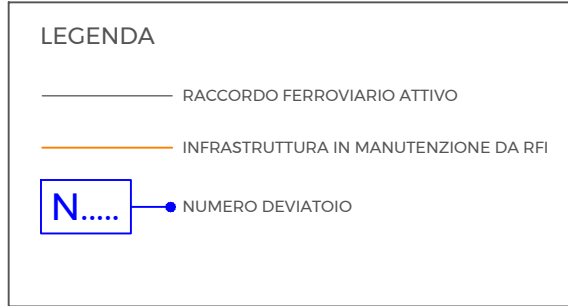 LEGENDA
RACCORDO FERROVIARIO ATTIVO
INFRASTRUTTURA IN MANUTENZIONE DA RFI
N..... NUMERO DEVIATOIO